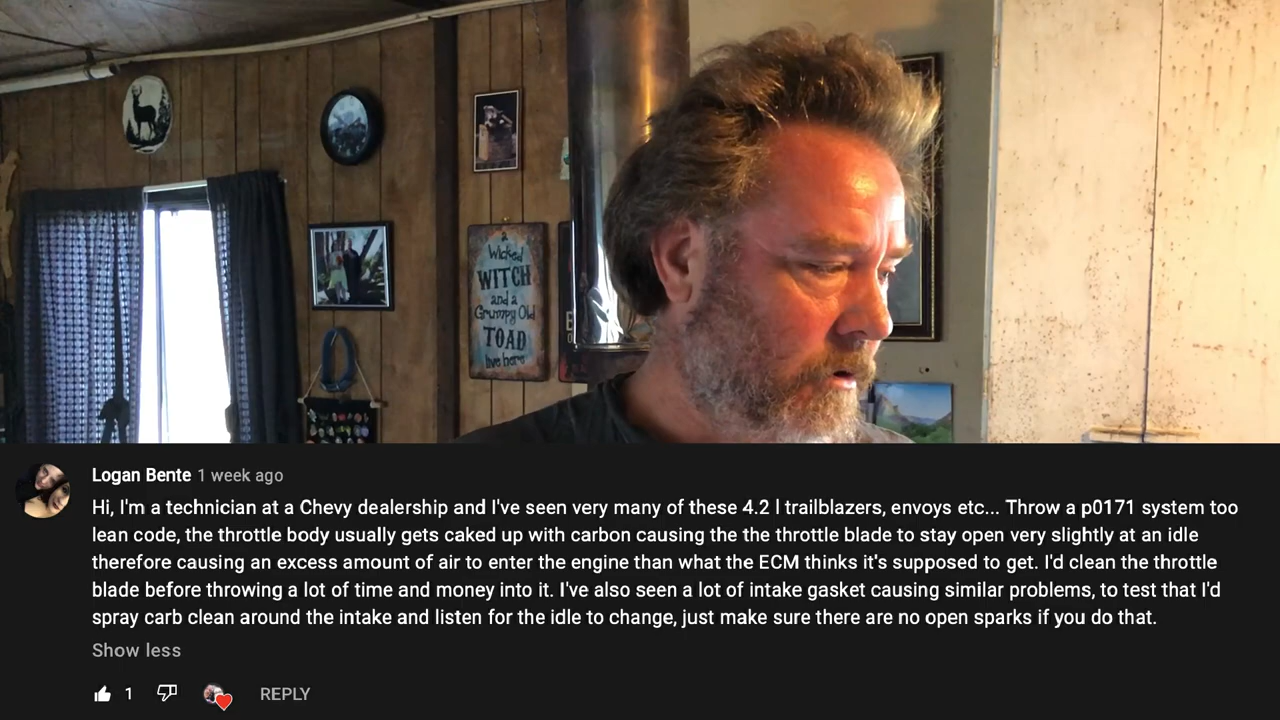 a
Wicked
WITCH
and a
Grumpy Old
TOAD
live here
Logan Bente 1 week ago
Hi, I'm a technician at a Chevy dealership and I've seen very many of these 4.2 l trailblazers, envoys etc... Throw a p0171 system too
lean code, the throttle body usually gets caked up with carbon causing the the throttle blade to stay open very slightly at an idle
therefore causing an excess amount of air to enter the engine than what the ECM thinks it's supposed to get. I'd clean the throttle
blade before throwing a lot of time and money into it. I've also seen a lot of intake gasket causing similar problems, to test that I'd
spray carb clean around the intake and listen for the idle to change, just make sure there are no open sparks if you do that.
Show less
1
REPLY